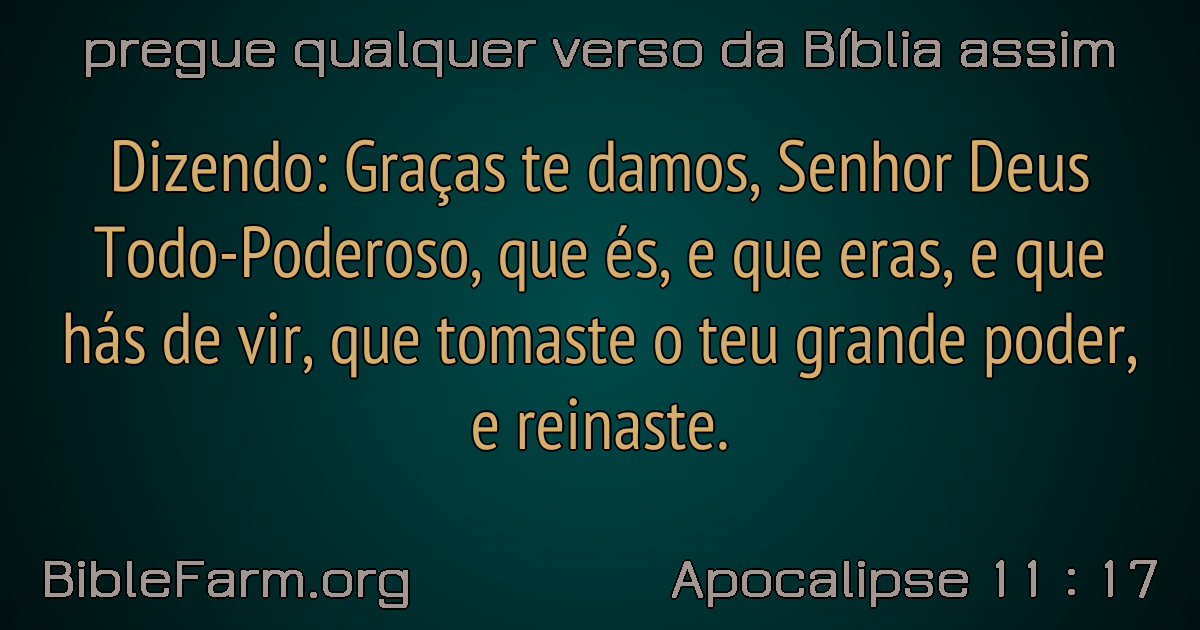 pregue qualquer verso da Bíblia assim
Dizendo: Graças te damos, Senhor Deus
Todo-Poderoso, que és, e que eras, e que
hás de vir, que tomaste o teu grande poder,
e reinaste.
BibleFarm.org
Apocalipse 11 : 17